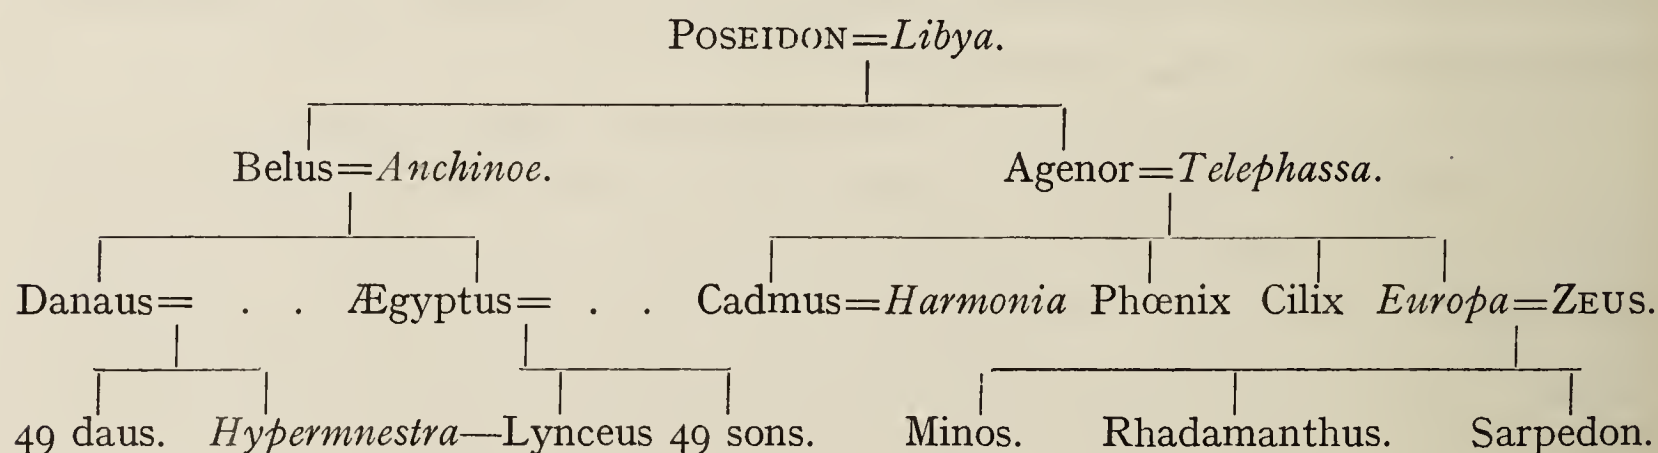 POSEIDON=Libya.
Belus=Anchinoe. Agenor=Telephassa.
Danaus= . . Ægyptus= . . Cadmus=Harmonia Phœnix Cilix Europa=ZEUS.
49 daus. Hypermnestra—Lynceus 49 sons. Minos. Rhadamanthus. Sarpedon.